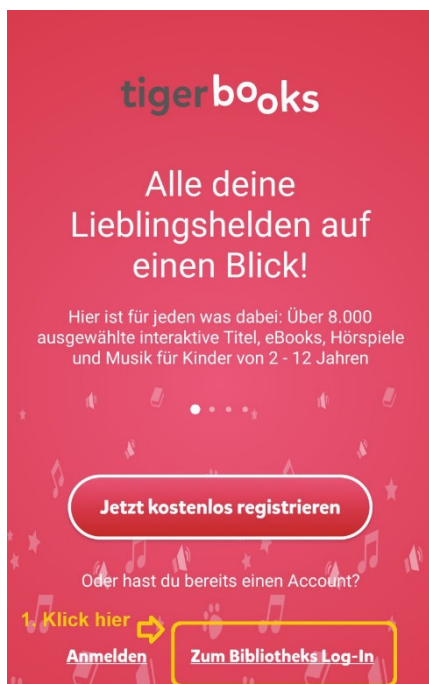 tigerbooks
Alle deine
Lieblingshelden auf
einen Blick!
Hier ist für jeden was dabei: Über 8.000
ausgewählte interaktive Titel, eBooks, Hörspiele
und Musik für Kinder von 2 - 12 Jahren
Jetzt kostenlos registrieren
Oder hast du bereits einen Account?
1. Klick hier
Anmelden Zum Bibliotheks Log-In